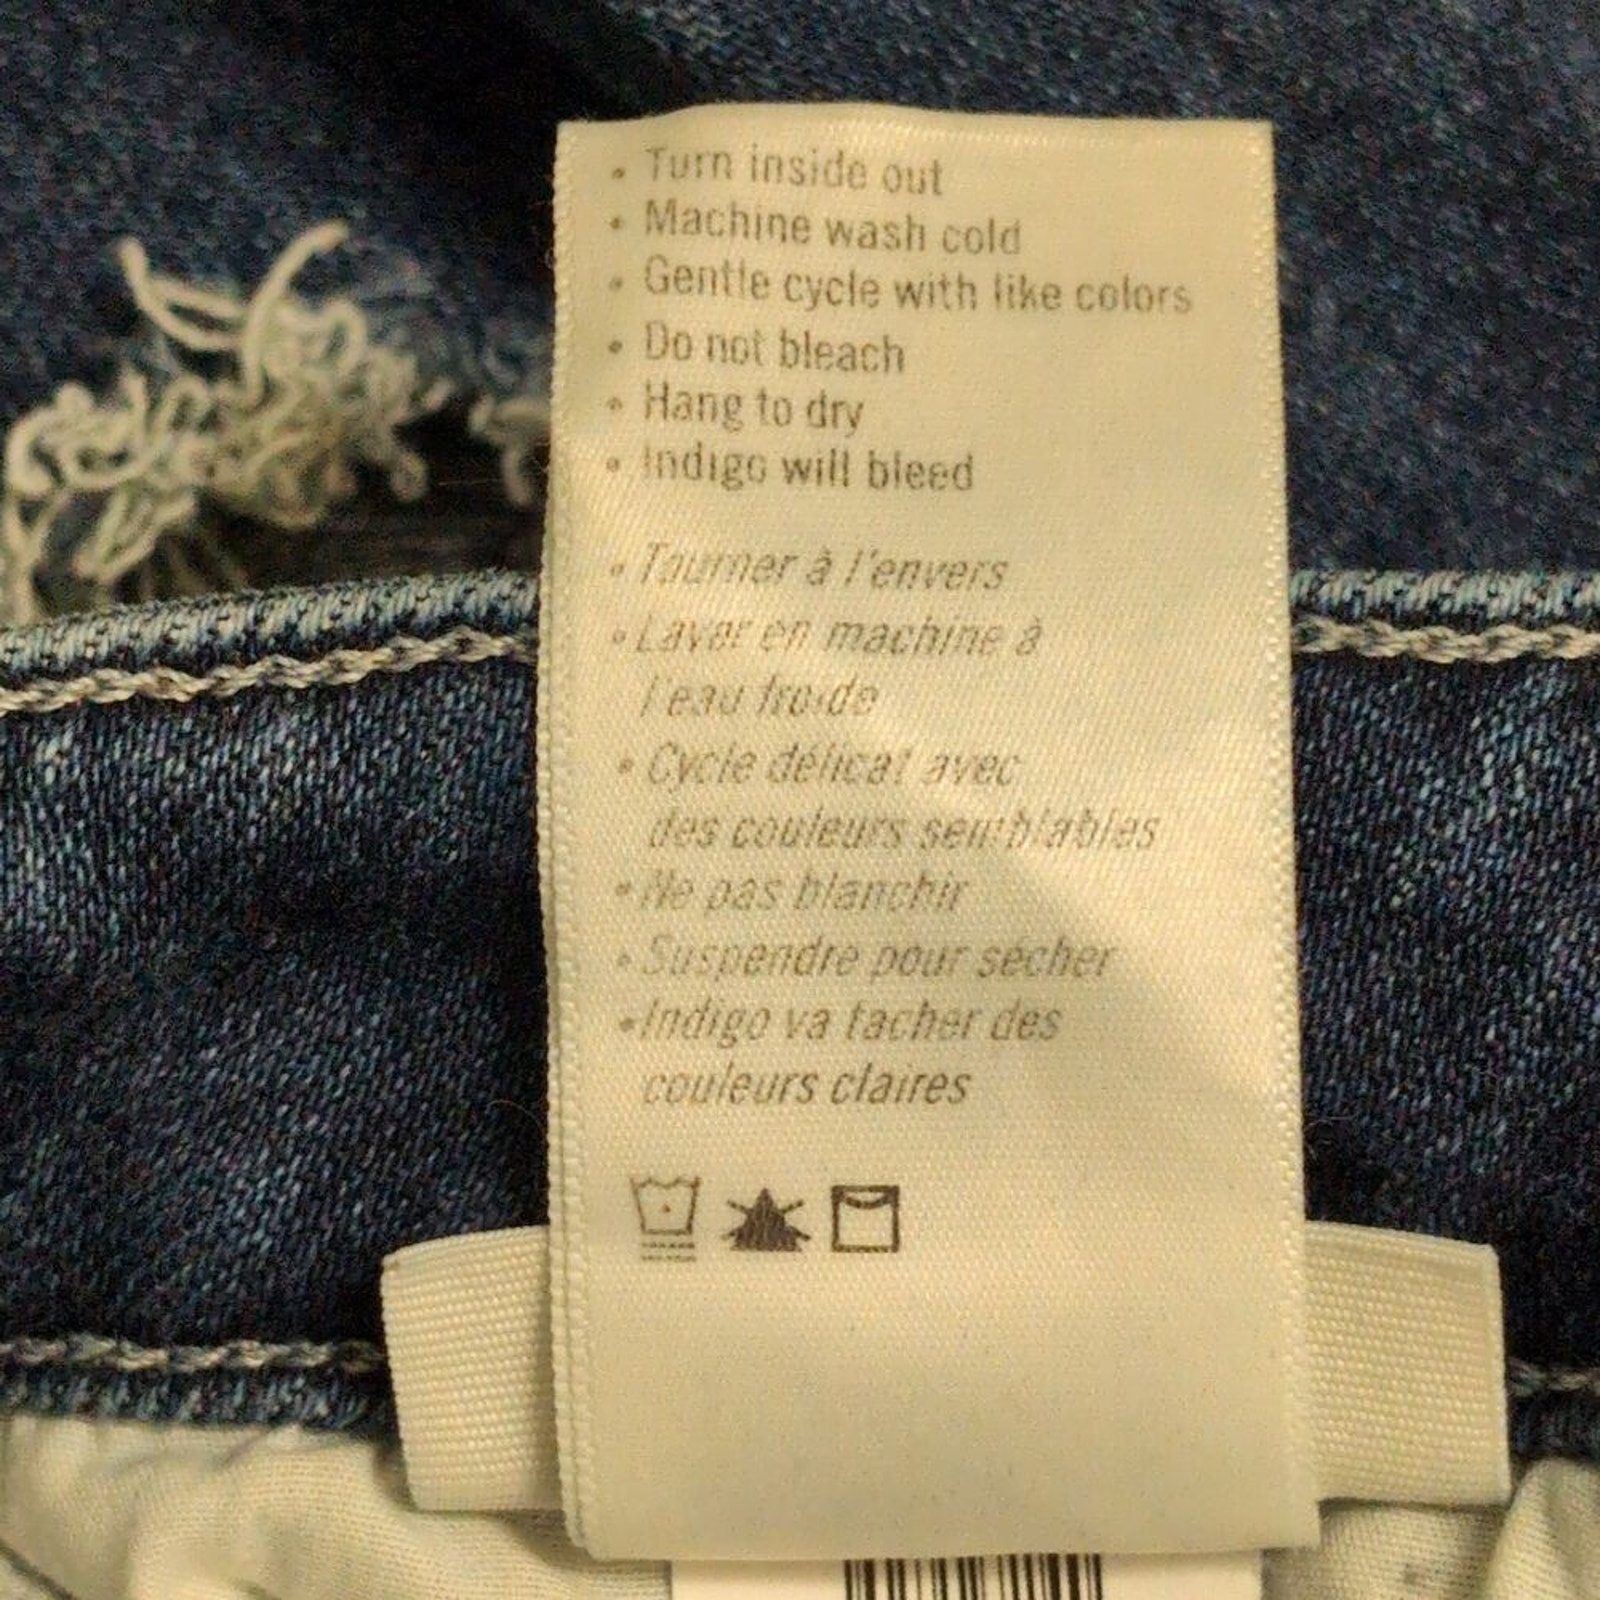 • Turn inside out
• Machine wash cold
• Gentle cycle with like colors
• Do not bleach
• Hang to dry
• Indigo will bleed
• Tourner à l'envers
• Laver en machine à
l'eau froide
• Cycle délicat avec
des couleurs semblables
• Ne pas blanchir
• Suspendre pour sécher
• Indigo va tacher des
couleurs claires